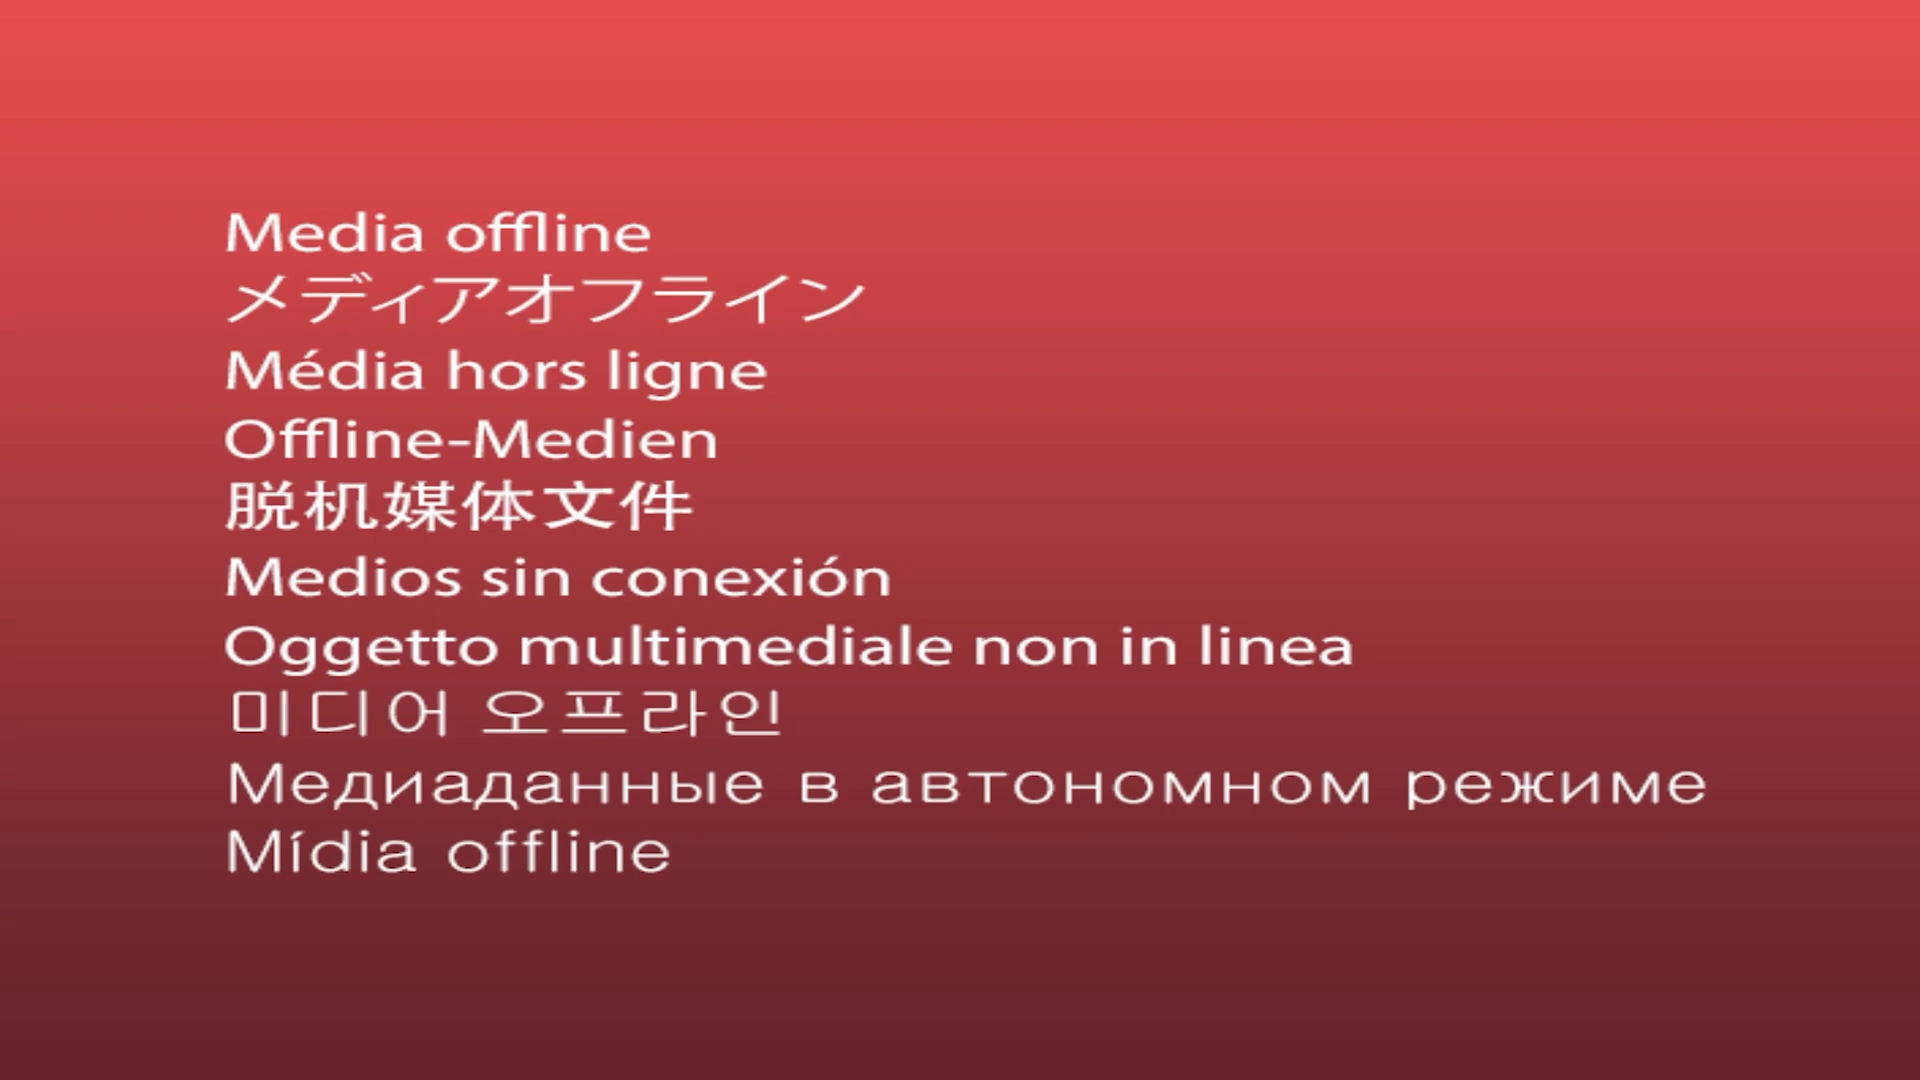 Media offline
メディアオフライン
Média hors ligne
Offline-Medien
脱机媒体文件
Medios sin conexión
Oggetto multimediale non in linea
미디어 오프라인
Медиаданные в автономном режиме
Mídia offline